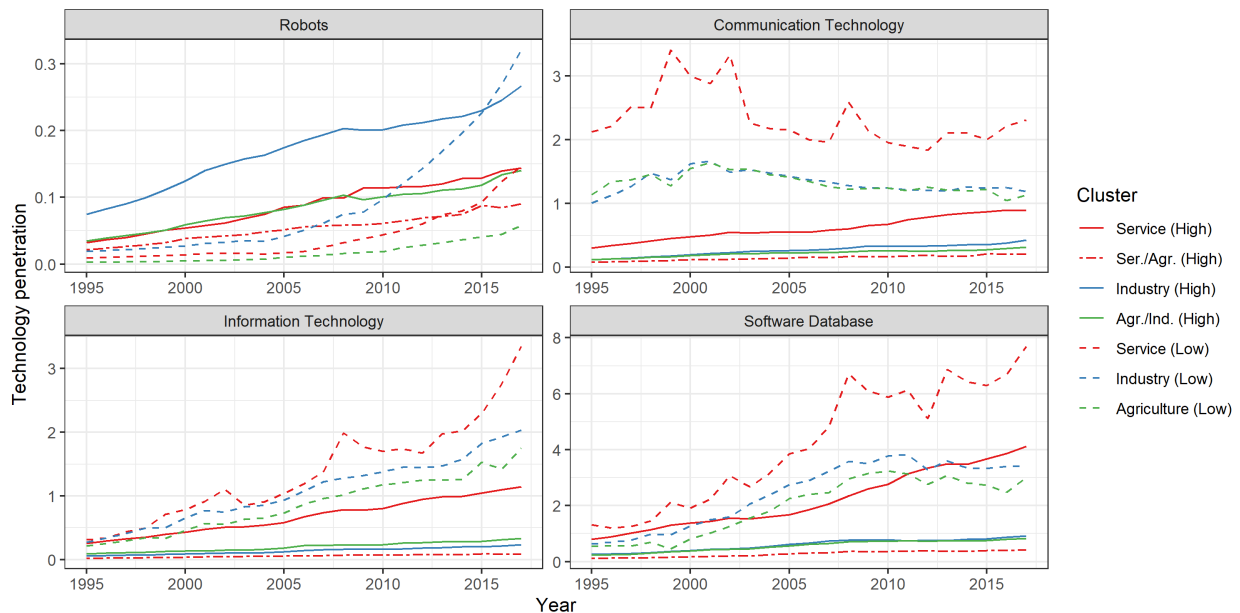 Robots
Communication Technology
0.3
0.2
0.1
0.0
3
2
1
0
1995 2000 2005 2010 2015
1995 2000 2005 2010 2015
Information Technology
Software Database
3
2
1
0
8
6
4
2
0
1995 2000 2005 2010 2015
1995 2000 2005 2010 2015
Technology penetration
Year
Cluster
Service (High)
Ser./Agr. (High)
Industry (High)
Agr./Ind. (High)
Service (Low)
Industry (Low)
Agriculture (Low)